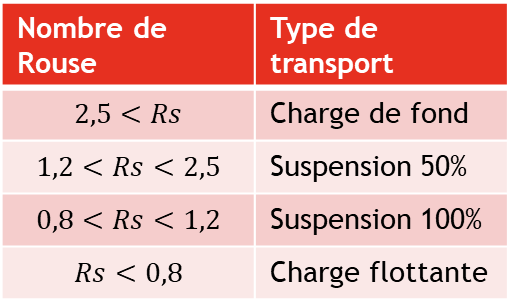 Nombre de Rouse
Type de transport
2,5 < Rs
Charge de fond
1,2 < Rs < 2,5
Suspension 50%
0,8 < Rs < 1,2
Suspension 100%
Rs < 0,8
Charge flottante